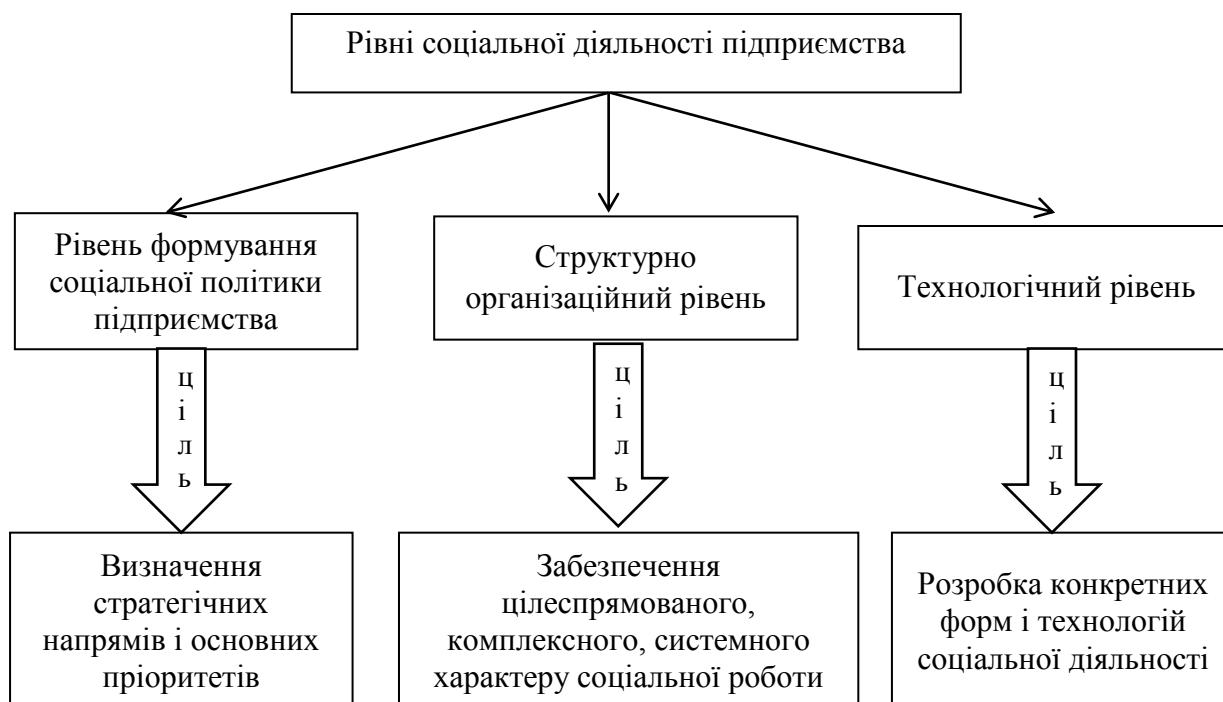 Рівні соціальної діяльності підприємства
Рівень формування
соціальної політики
підприємства
Структурно
організаційний рівень
Технологічний рівень
ц
і
л
ь
ц
і
л
ь
ц
і
л
ь
Визначення
стратегічних
напрямів і основних
пріоритетів
Забезпечення
цілеспрямованого,
комплексного, системного
характеру соціальної роботи
Розробка конкретних
форм і технологій
соціальної діяльності